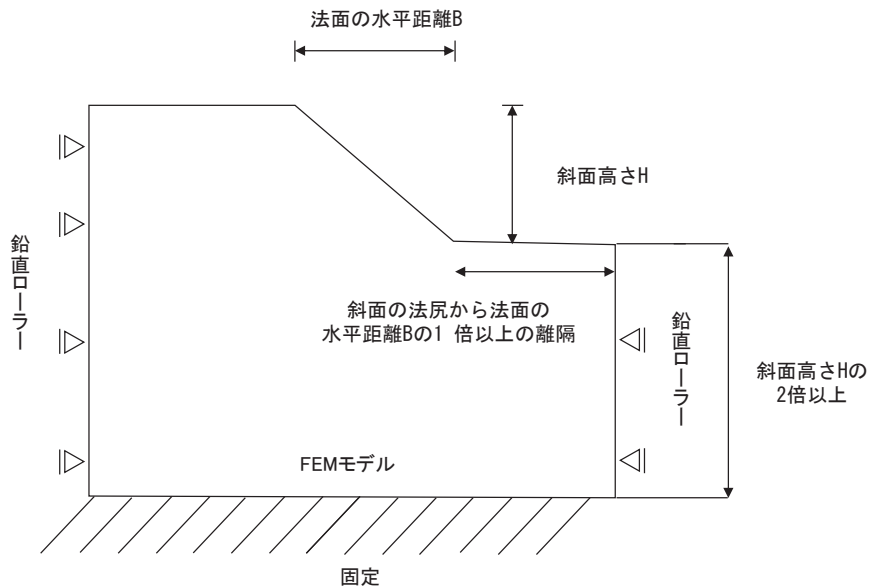 法面の水平距離B
斜面高さH
鉛直ローラー
斜面の法尻から法面の
水平距離Bの1 倍以上の離隔
鉛直ローラー
斜面高さHの
2倍以上
FEMモデル
固定